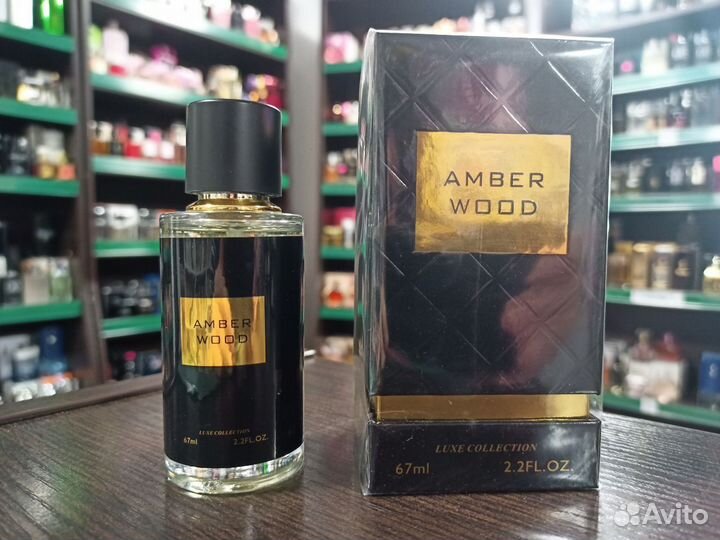 AMBER
WOOD
LUXE COLLECTION
67ml 2.2FL.OZ.
AMBER
WOOD
LUXE COLLECTION
67ml 2.2FL.OZ.
Avito